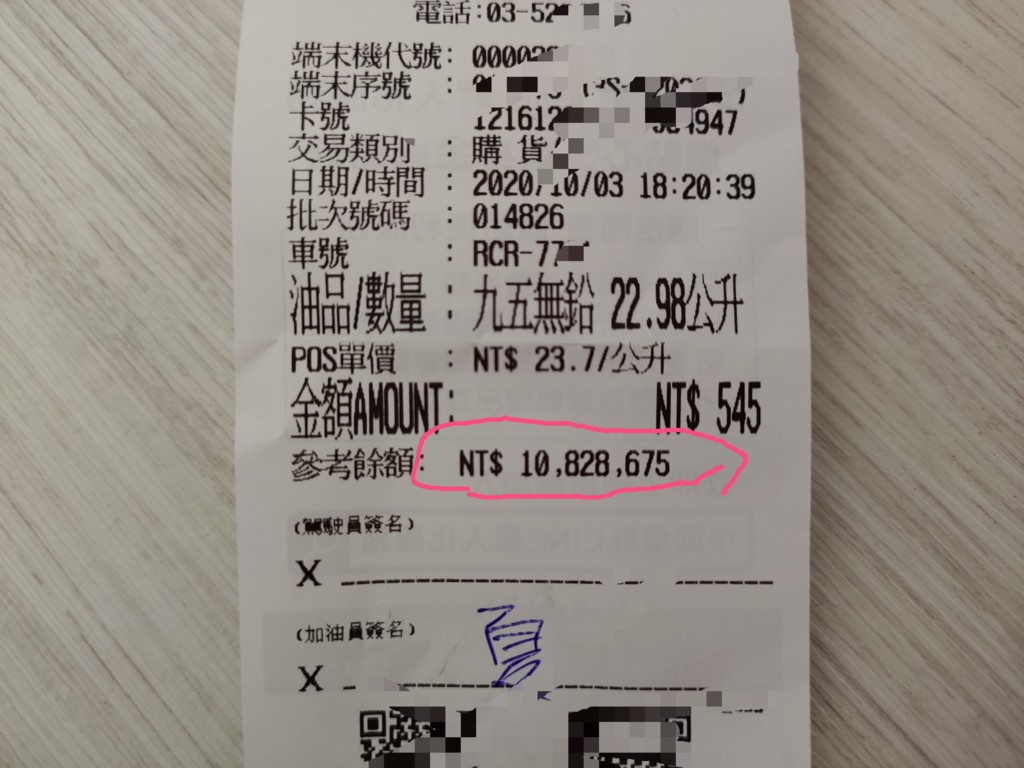 電話:03-52
端末機代號: 00002
端末序號
卡號 121612 4947
交易類別 : 購 貨
日期/時間 : 2020/10/03 18:20:39
批次號碼 : 014826
車號 : RCR-77
油品/數量 : 九五無鉛 22.98公升
POS單價 : NT$ 23.7/公升
金額AMOUNT: NT$ 545
參考餘額: NT$ 10,828,675
(駕駛員簽名)
X
(加油員簽名)
X